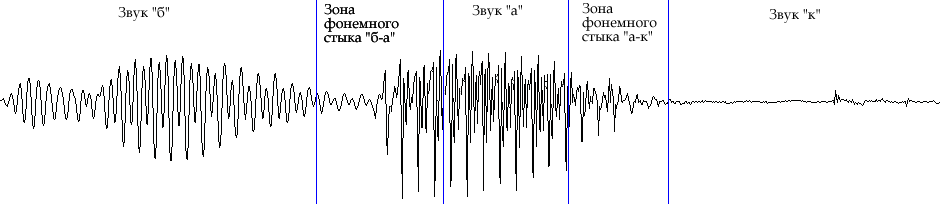 Звук "б"
Зона
фонемного
стыка "б-а"
Звук "а"
Зона
фонемного
стыка "а-к"
Звук "к"